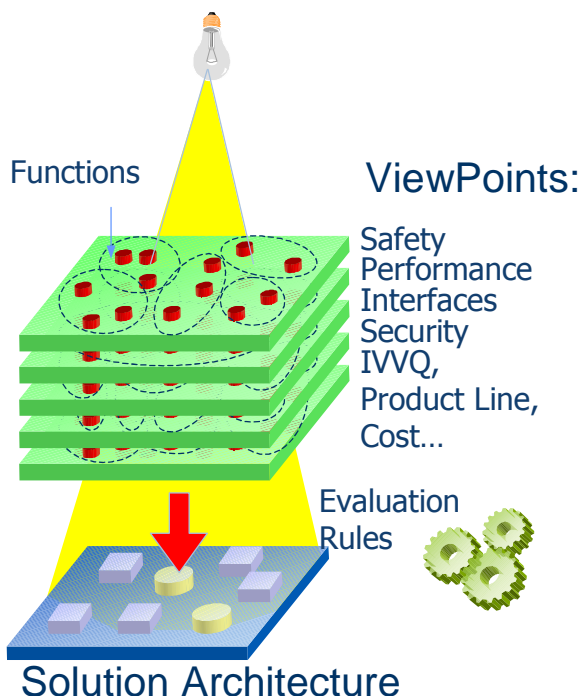 Functions
ViewPoints:
Safety
Performance
Interfaces
Security
IVVQ,
Product Line,
Cost…
Evaluation
Rules
Solution Architecture